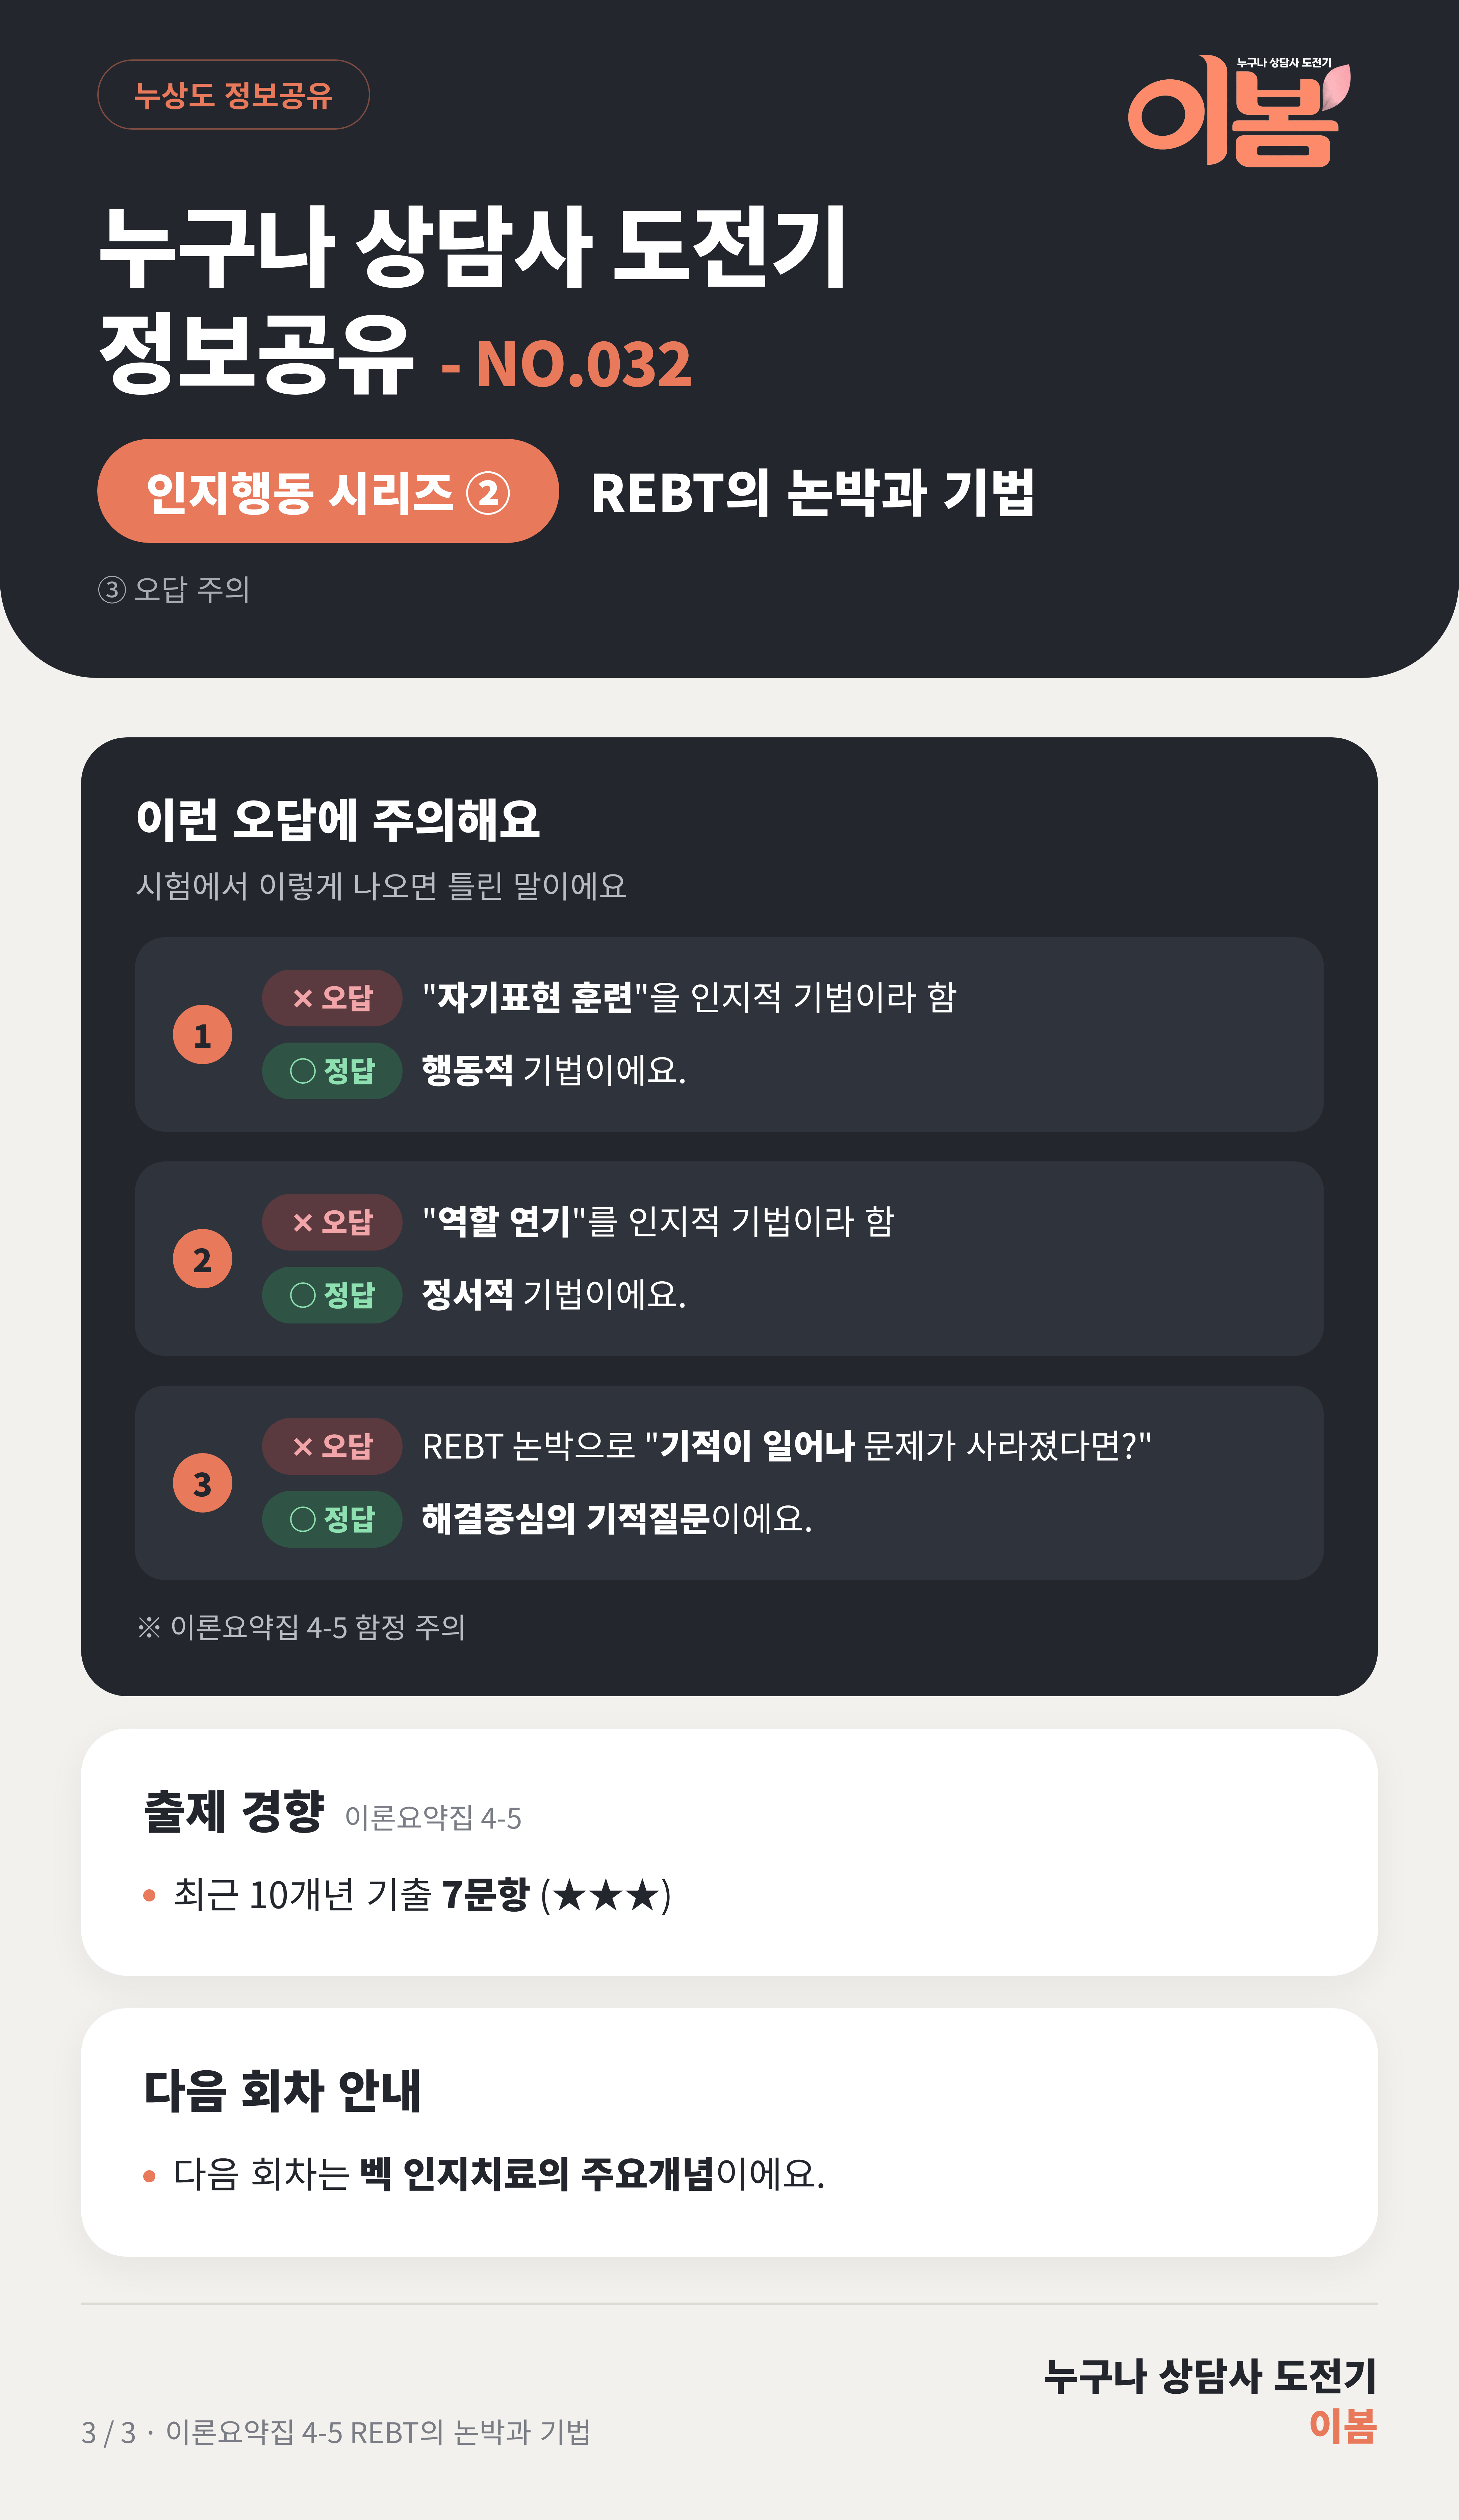 누상도 정보공유
누구나 상담사 도전기
이봄
누구나 상담사 도전기
정보공유 - NO.032
인지행동 시리즈 ② REBT의 논박과 기법
③ 오답 주의
이런 오답에 주의해요
시험에서 이렇게 나오면 틀린 말이에요
1
✕ 오답 "자기표현 훈련"을 인지적 기법이라 함
○ 정답 행동적 기법이에요.
2
✕ 오답 "역할 연기"를 인지적 기법이라 함
○ 정답 정서적 기법이에요.
3
✕ 오답 REBT 논박으로 "기적이 일어나 문제가 사라졌다면?"
○ 정답 해결중심의 기적질문이에요.
※ 이론요약집 4-5 함정 주의
출제 경향 이론요약집 4-5
• 최근 10개년 기출 7문항 (★★★)
다음 회차 안내
• 다음 회차는 벡 인지치료의 주요개념이에요.
누구나 상담사 도전기
이봄
3 / 3 · 이론요약집 4-5 REBT의 논박과 기법